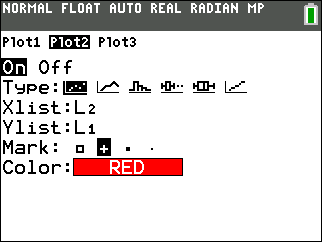 NORMAL FLOAT AUTO REAL RADIAN MP
Plot1 Plot2 Plot3
On Off
Type:
Xlist:L₂
Ylist:L₁
Mark:
Color: RED